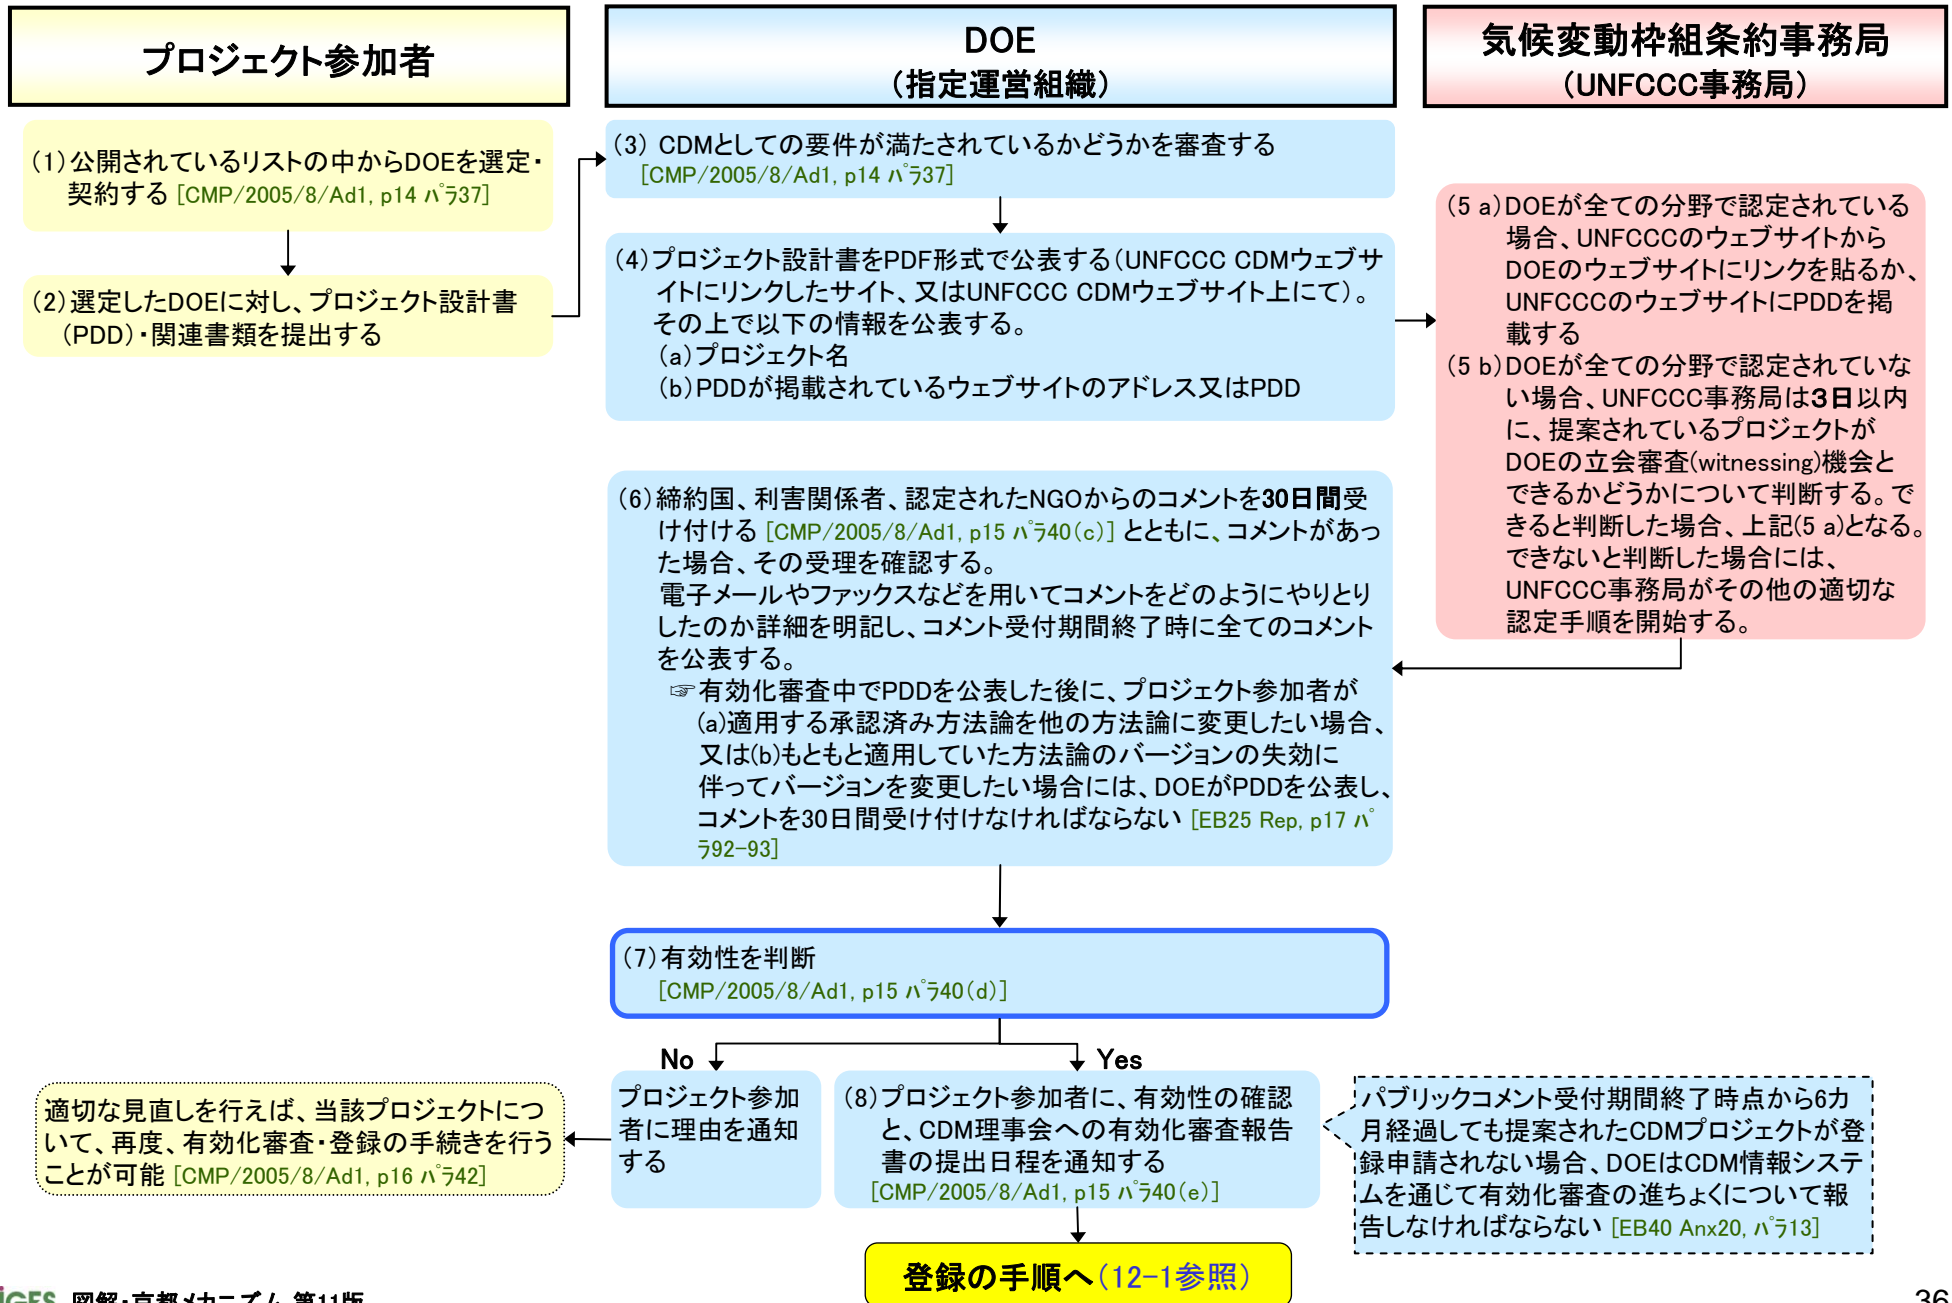 プロジェクト参加者
DOE
（指定運営組織）
気候変動枠組条約事務局
（UNFCCC事務局）
（1）公開されているリストの中からDOEを選定・
契約する [CMP/2005/8/Ad1, p14 ﾊﾟﾗ37]
（2）選定したDOEに対し、プロジェクト設計書
（PDD）・関連書類を提出する
（3） CDMとしての要件が満たされているかどうかを審査する
[CMP/2005/8/Ad1, p14 ﾊﾟﾗ37]
（4）プロジェクト設計書をPDF形式で公表する（UNFCCC CDMウェブサ
イトにリンクしたサイト、又はUNFCCC CDMウェブサイト上にて）。
その上で以下の情報を公表する。
（a）プロジェクト名
（b）PDDが掲載されているウェブサイトのアドレス又はPDD
（5 a）DOEが全ての分野で認定されている
場合、UNFCCCのウェブサイトから
DOEのウェブサイトにリンクを貼るか、
UNFCCCのウェブサイトにPDDを掲
載する
（5 b）DOEが全ての分野で認定されていな
い場合、UNFCCC事務局は3日以内
に、提案されているプロジェクトが
DOEの立会審査(witnessing)機会と
できるかどうかについて判断する。で
きると判断した場合、上記(5 a)となる。
できないと判断した場合には、
UNFCCC事務局がその他の適切な
認定手順を開始する。
（6）締約国、利害関係者、認定されたNGOからのコメントを30日間受
け付ける [CMP/2005/8/Ad1, p15 ﾊﾟﾗ40（c）] とともに、コメントがあっ
た場合、その受理を確認する。
電子メールやファックスなどを用いてコメントをどのようにやりとり
したのか詳細を明記し、コメント受付期間終了時に全てのコメント
を公表する。
☞有効化審査中でPDDを公表した後に、プロジェクト参加者が
(a)適用する承認済み方法論を他の方法論に変更したい場合、
又は(b)もともと適用していた方法論のバージョンの失効に
伴ってバージョンを変更したい場合には、DOEがPDDを公表し、
コメントを30日間受け付けなければならない [EB25 Rep, p17 ﾊﾟ
ﾗ92-93]
（7）有効性を判断
[CMP/2005/8/Ad1, p15 ﾊﾟﾗ40（d）]
No
Yes
適切な見直しを行えば、当該プロジェクトにつ
いて、再度、有効化審査・登録の手続きを行う
ことが可能 [CMP/2005/8/Ad1, p16 ﾊﾟﾗ42]
プロジェクト参加
者に理由を通知
する
（8）プロジェクト参加者に、有効性の確認
と、CDM理事会への有効化審査報告
書の提出日程を通知する
[CMP/2005/8/Ad1, p15 ﾊﾟﾗ40（e）]
パブリックコメント受付期間終了時点から6カ
月経過しても提案されたCDMプロジェクトが登
録申請されない場合、DOEはCDM情報システ
ムを通じて有効化審査の進ちょくについて報
告しなければならない [EB40 Anx20, ﾊﾟﾗ13]
登録の手順へ（12-1参照）
IGES 図解・京都メカニズム 第11版
36